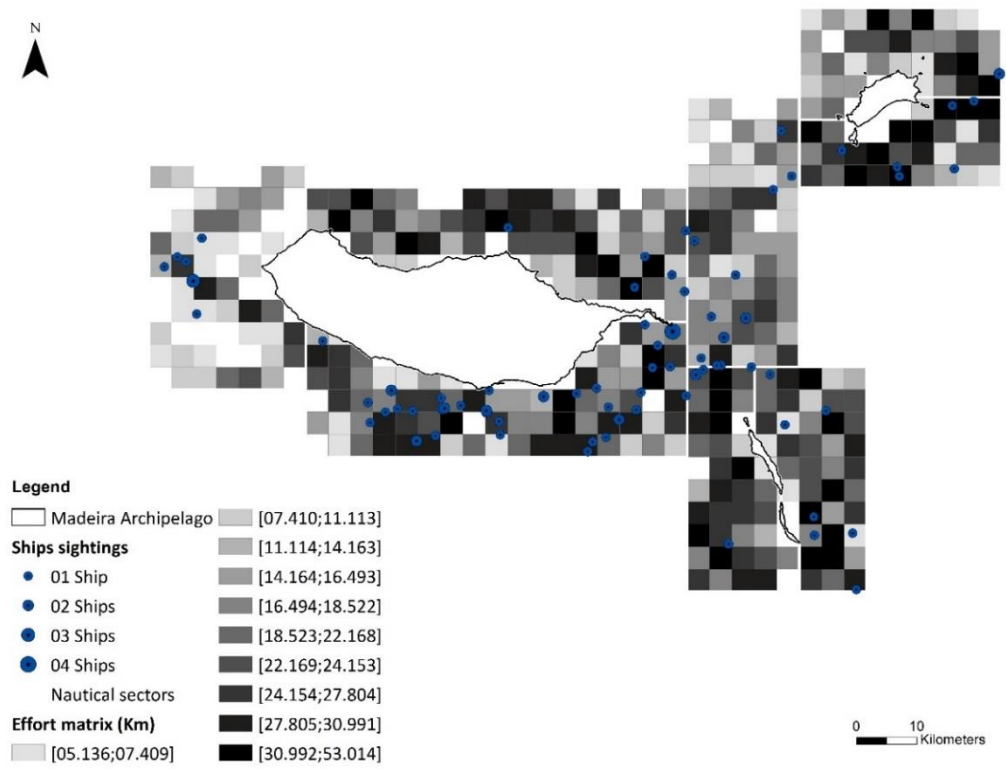 N
Legend
Madeira Archipelago
Ships sightings
01 Ship
02 Ships
03 Ships
04 Ships
Nautical sectors
Effort matrix (Km)
[05.136;07.409]
[07.410;11.113]
[11.114;14.163]
[14.164;16.493]
[16.494;18.522]
[18.523;22.168]
[22.169;24.153]
[24.154;27.804]
[27.805;30.991]
[30.992;53.014]
0 10
Kilometers